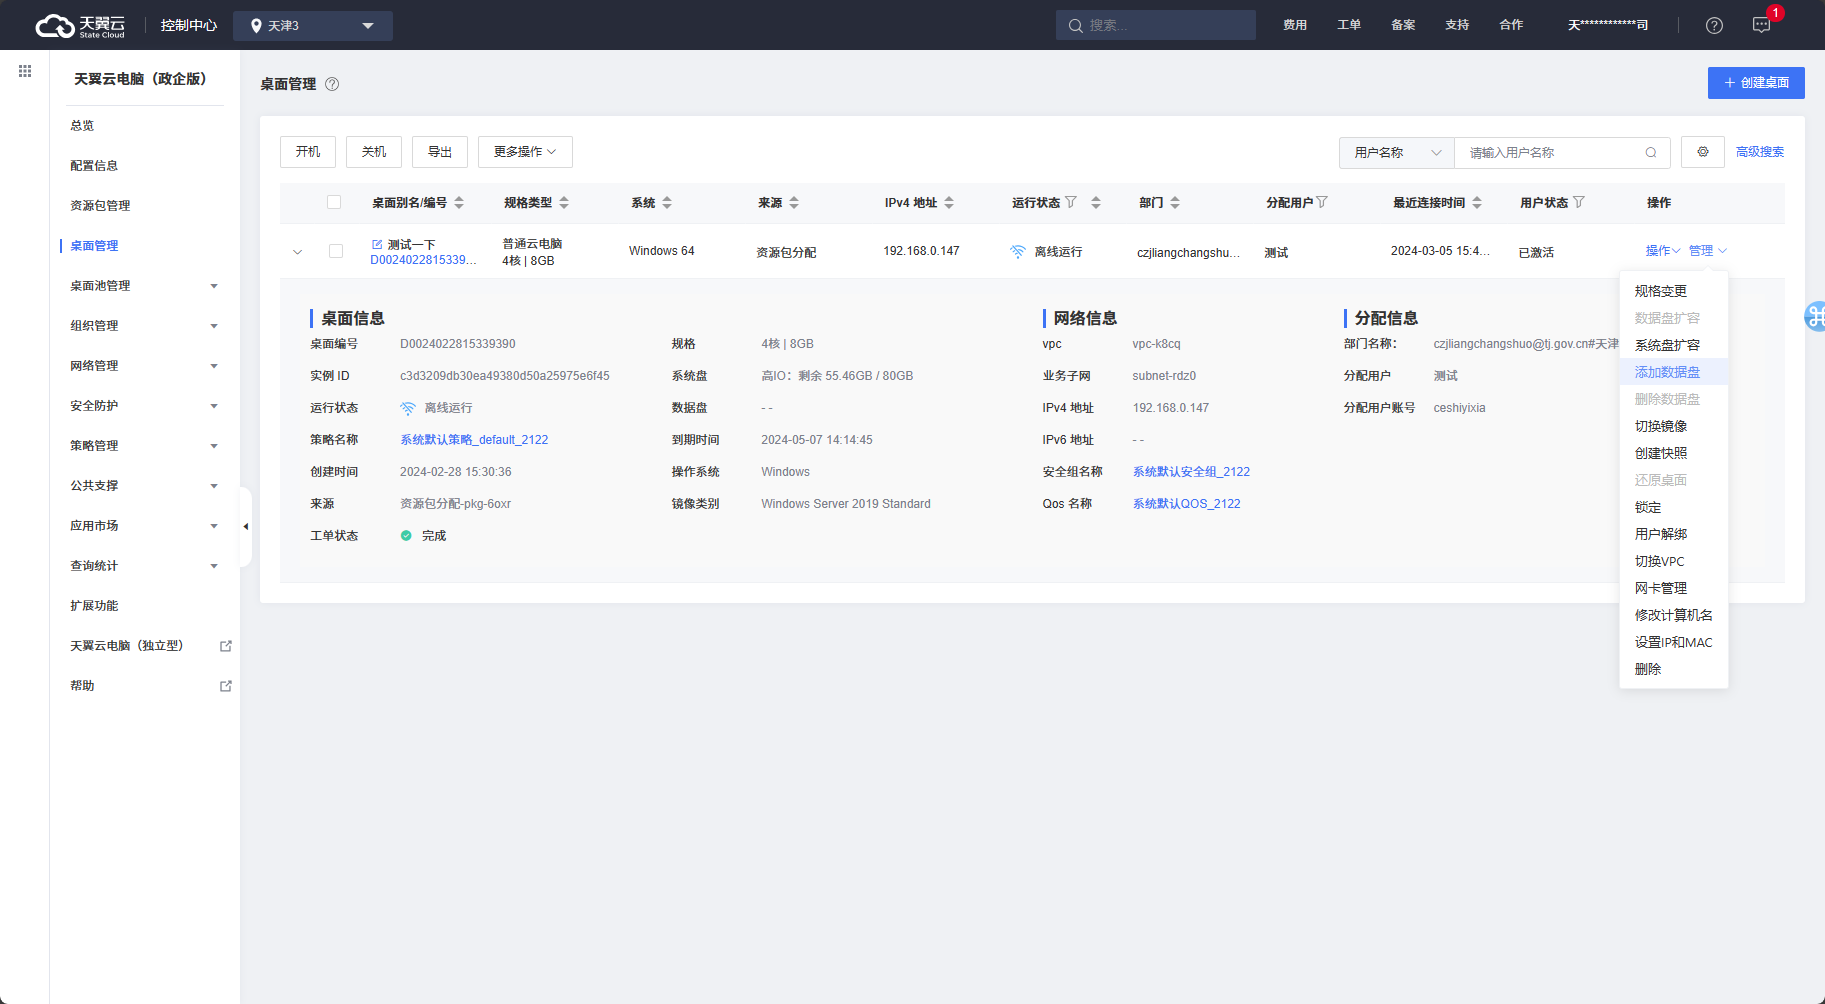 天翼云
State Cloud
控制中心
天津3
搜索...
费用
工单
备案
支持
合作
天************司
1
天翼云电脑（政企版）
总览
配置信息
资源包管理
桌面管理
桌面池管理
组织管理
网络管理
安全防护
策略管理
公共支撑
应用市场
查询统计
扩展功能
天翼云电脑（独立型）
帮助
桌面管理
创建桌面
开机
关机
导出
更多操作
用户名称
请输入用户名称
高级搜索
桌面别名/编号
规格类型
系统
来源
IPv4 地址
运行状态
部门
分配用户
最近连接时间
用户状态
操作
测试一下
D0024022815339...
普通云电脑
4核 | 8GB
Windows 64
资源包分配
192.168.0.147
离线运行
czjliangchangshu...
测试
2024-03-05 15:4...
已激活
操作
管理
桌面信息
桌面编号 D0024022815339390
规格 4核 | 8GB
实例 ID c3d3209db30ea49380d50a25975e6f45
系统盘 高IO：剩余 55.46GB / 80GB
运行状态 离线运行
数据盘 - -
策略名称 系统默认策略_default_2122
到期时间 2024-05-07 14:14:45
创建时间 2024-02-28 15:30:36
操作系统 Windows
来源 资源包分配-pkg-6oxr
镜像类别 Windows Server 2019 Standard
工单状态 完成
网络信息
vpc vpc-k8cq
业务子网 subnet-rdz0
IPv4 地址 192.168.0.147
IPv6 地址 - -
安全组名称 系统默认安全组_2122
Qos 名称 系统默认QOS_2122
分配信息
部门名称： czjliangchangshuo@tj.gov.cn#天津
分配用户 测试
分配用户账号 ceshiyixia
规格变更
数据盘扩容
系统盘扩容
添加数据盘
删除数据盘
切换镜像
创建快照
还原桌面
锁定
用户解绑
切换VPC
网卡管理
修改计算机名
设置IP和MAC
删除